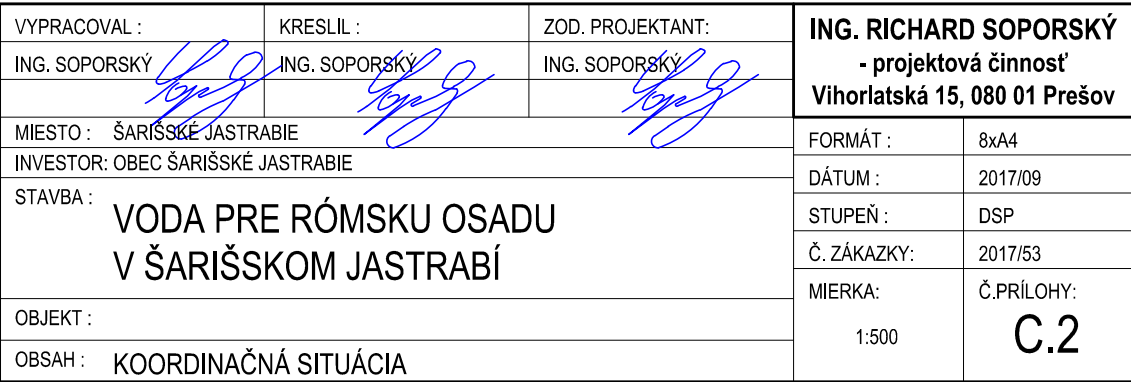 VYPRACOVAL : KRESLIL : ZOD. PROJEKTANT:
ING. SOPORSKÝ ING. SOPORSKÝ ING. SOPORSKÝ
ING. RICHARD SOPORSKÝ
- projektová činnosť
Vihorlatská 15, 080 01 Prešov
MIESTO : ŠARIŠSKÉ JASTRABIE
INVESTOR: OBEC ŠARIŠSKÉ JASTRABIE
STAVBA :
VODA PRE RÓMSKU OSADU
V ŠARIŠSKOM JASTRABÍ
OBJEKT :
OBSAH : KOORDINAČNÁ SITUÁCIA
FORMÁT : 8xA4
DÁTUM : 2017/09
STUPEŇ : DSP
Č. ZÁKAZKY: 2017/53
MIERKA: Č.PRÍLOHY:
1:500 C.2